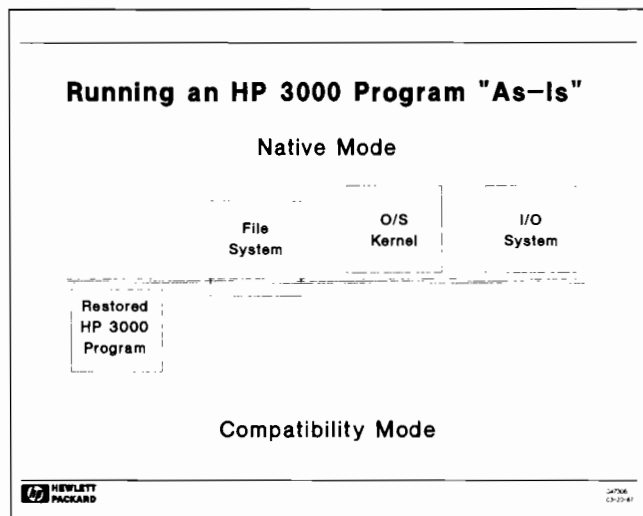 Running an HP 3000 Program "As-Is"
Native Mode
File
System
O/S
Kernel
I/O
System
Restored
HP 3000
Program
Compatibility Mode
hp HEWLETT
PACKARD